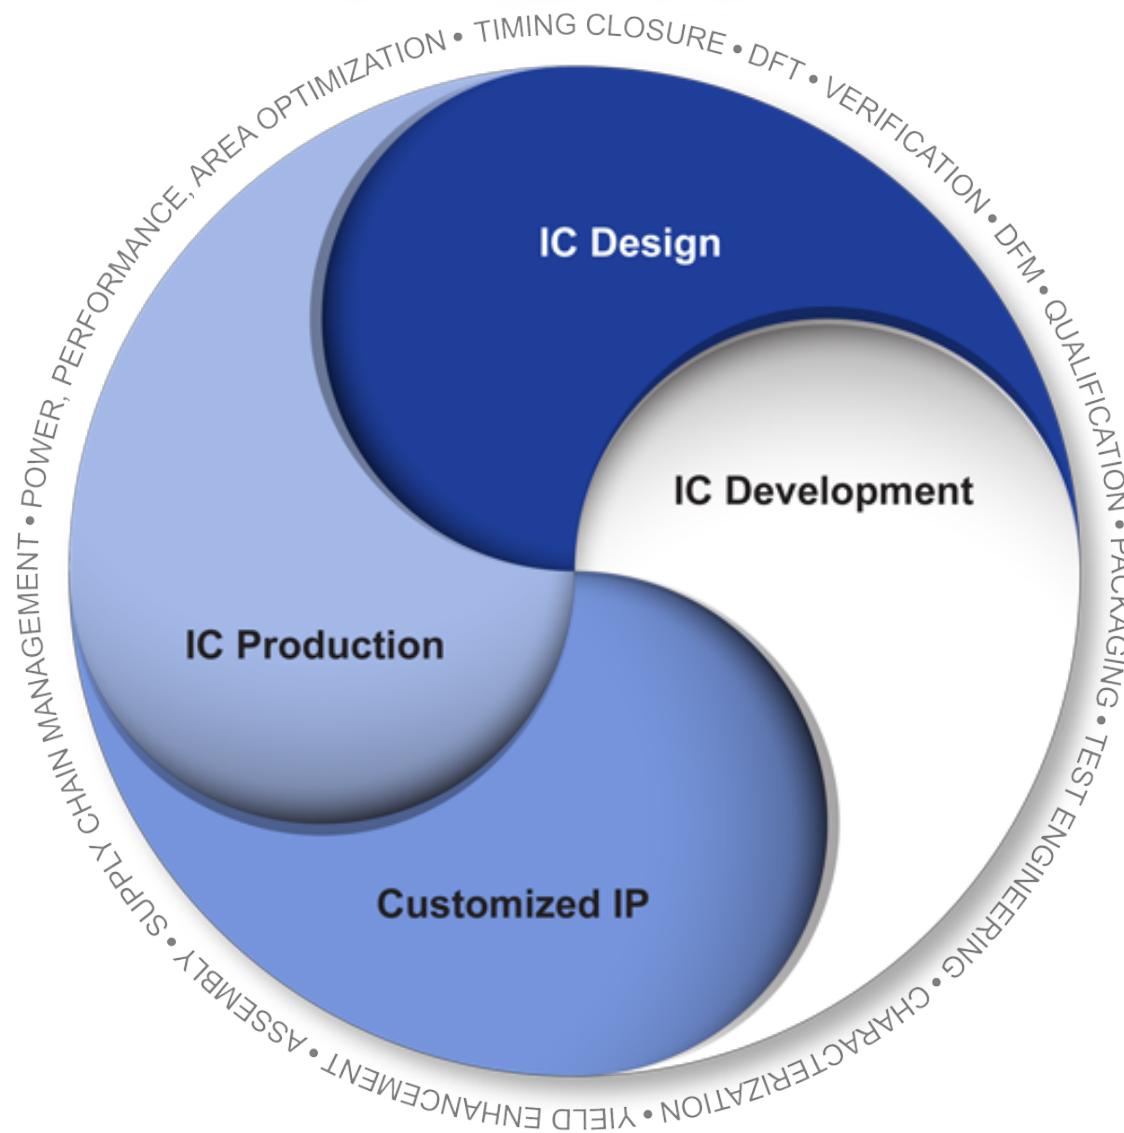 POWER, PERFORMANCE, AREA OPTIMIZATION • TIMING CLOSURE • DFT • VERIFICATION • DFM • QUALIFICATION • PACKAGING • TEST ENGINEERING • CHARACTERIZATION • YIELD ENHANCEMENT • ASSEMBLY • SUPPLY CHAIN MANAGEMENT •
IC Design
IC Development
IC Production
Customized IP